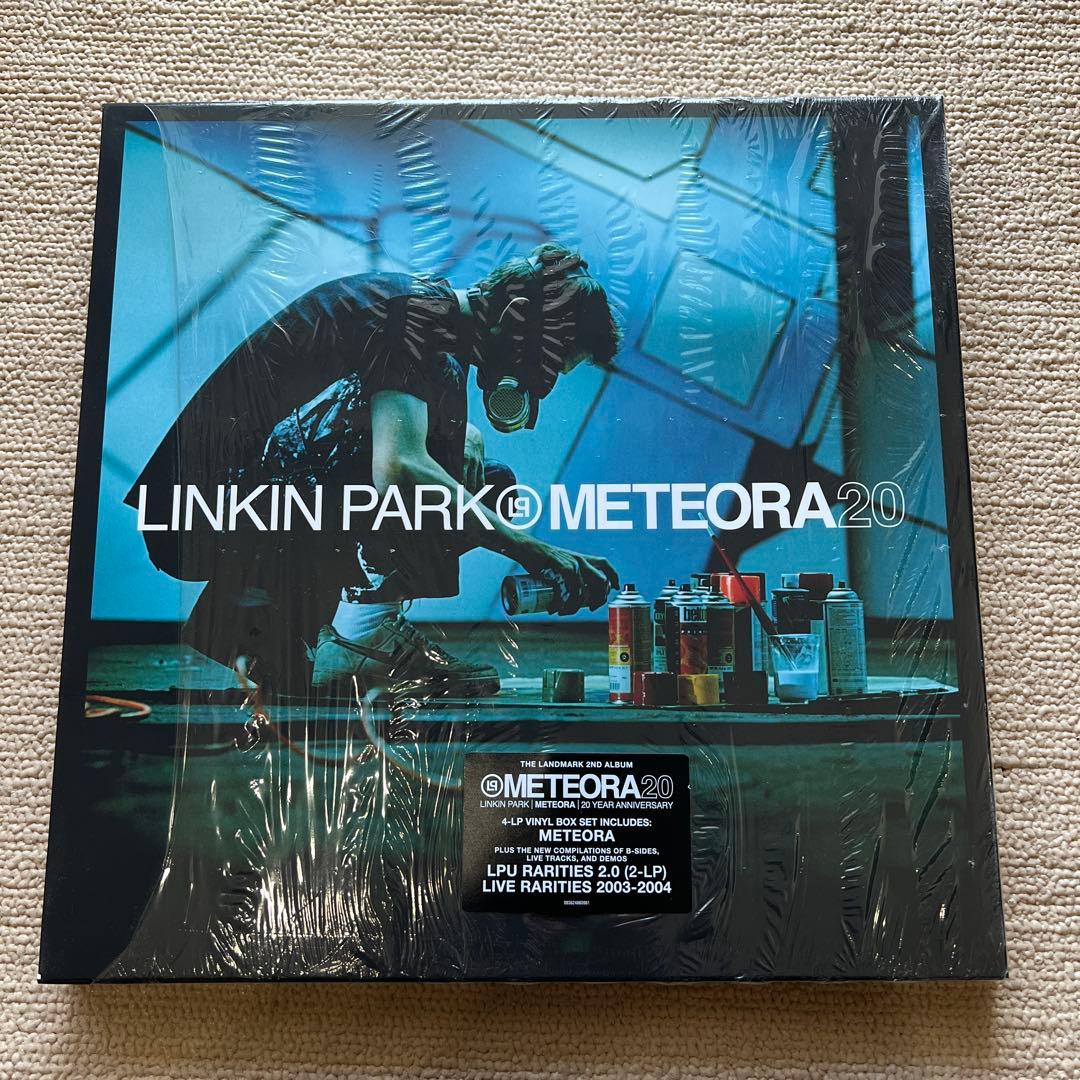 LINKIN PARK LP METEORA20
THE LANDMARK 2ND ALBUM
LP METEORA20
LINKIN PARK | METEORA | 20 YEAR ANNIVERSARY
4-LP VINYL BOX SET INCLUDES:
METEORA
PLUS THE NEW COMPILATIONS OF B-SIDES,
LIVE TRACKS, AND DEMOS
LPU RARITIES 2.0 (2-LP)
LIVE RARITIES 2003-2004